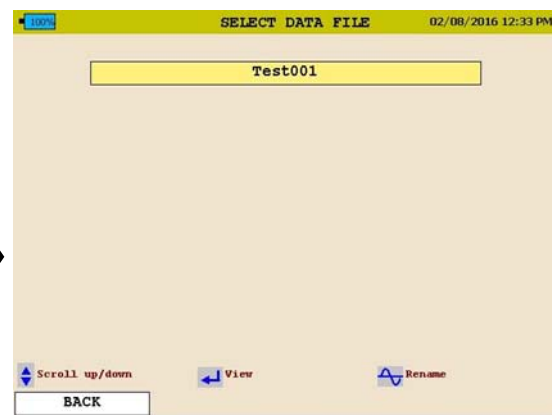 100% SELECT DATA FILE 02/08/2016 12:33 PM
Test001
Scroll up/down View Rename
BACK